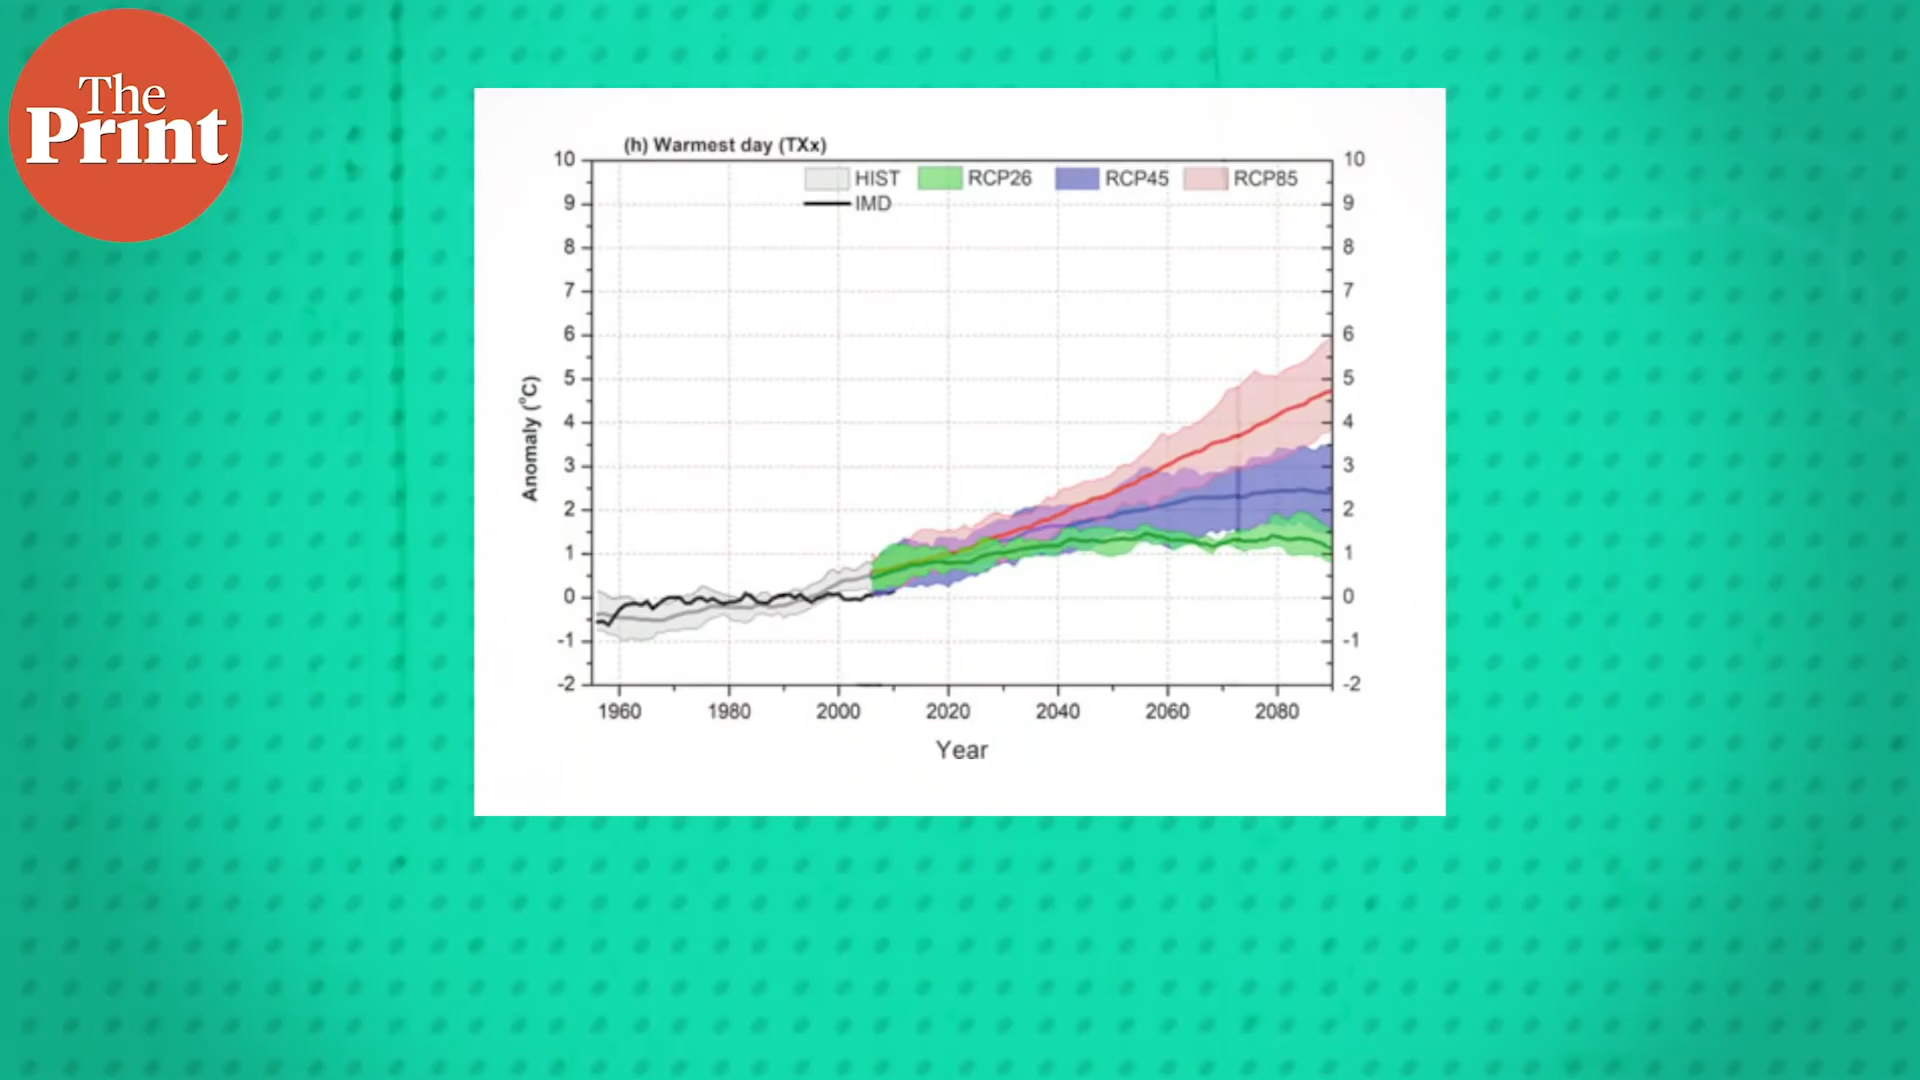 The
Print
(h) Warmest day (TXx)
HIST RCP26 RCP45 RCP85
IMD
10 10
9 9
8 8
7 7
6 6
5 5
4 4
3 3
2 2
1 1
0 0
-1 -1
-2 -2
Anomaly (°C)
1960 1980 2000 2020 2040 2060 2080
Year